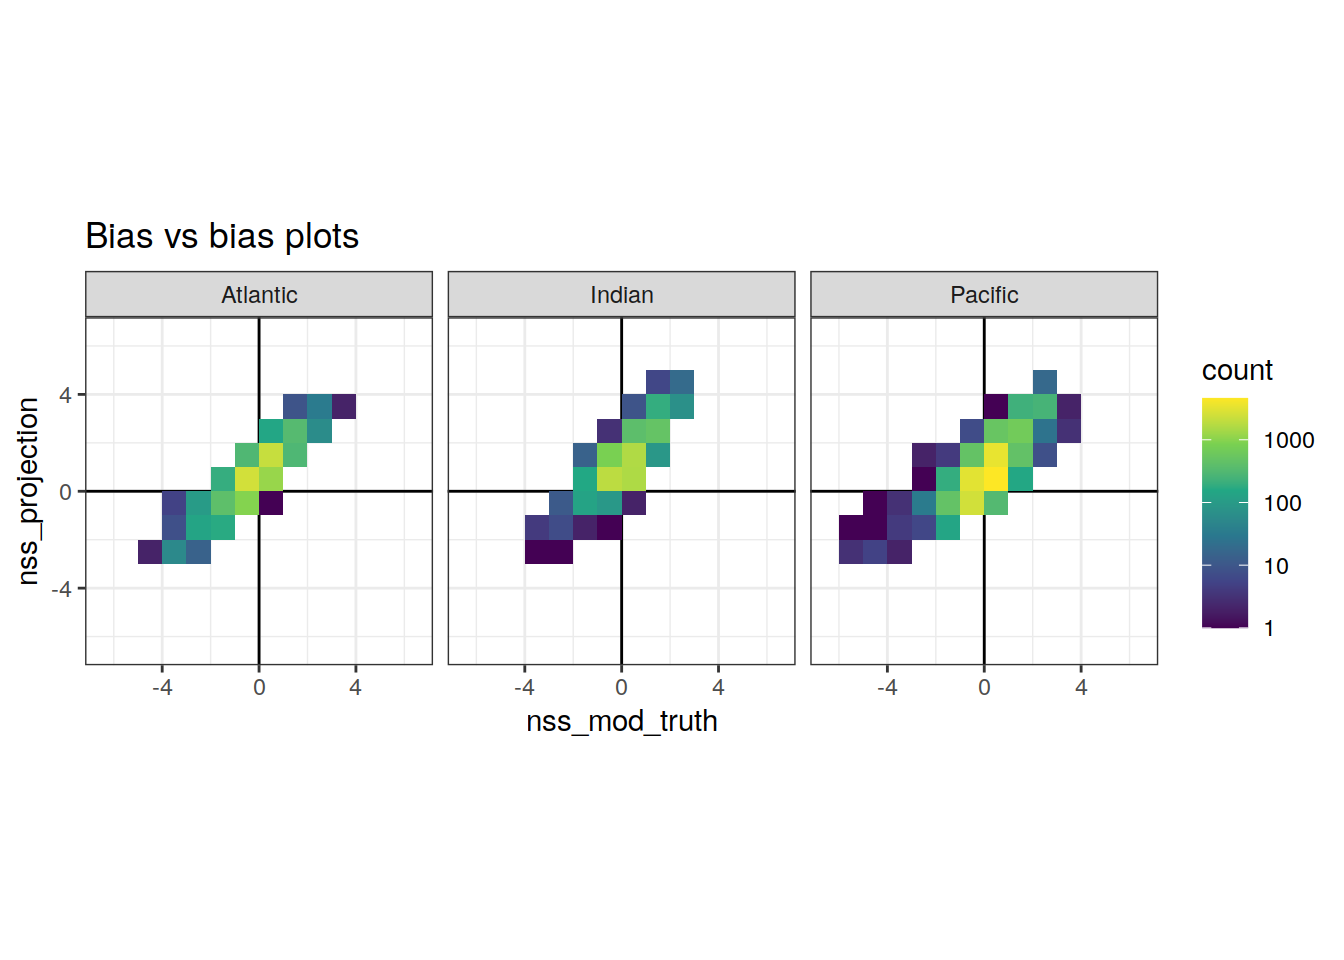 Bias vs bias plots
Atlantic
Indian
Pacific
nss_projection
4
0
-4
-4
0
4
-4
0
4
-4
0
4
nss_mod_truth
count
1000
100
10
1